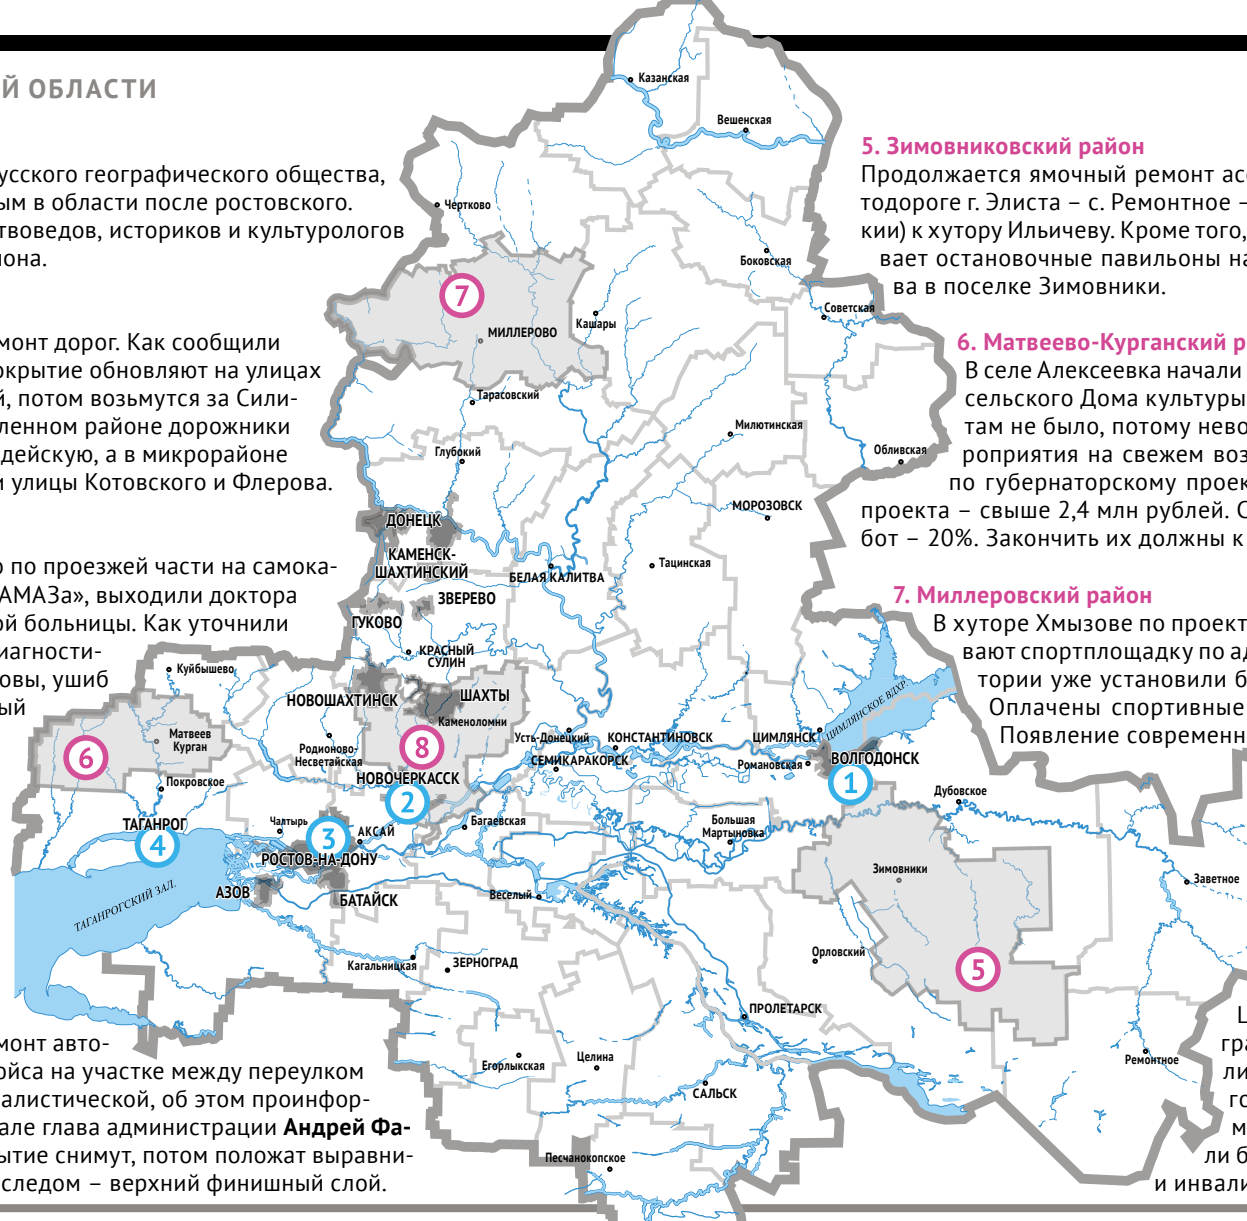 Й ОБЛАСТИ
усского географического общества,
ым в области после ростовского.
твоведов, историков и культурологов
иона.
монт дорог. Как сообщили
окрытие обновляют на улицах
й, потом возьмутся за Сили-
ленном районе дорожники
дейскую, а в микрорайоне
и улицы Котовского и Флерова.
о по проезжей части на самока-
АМАЗа», выходили доктора
ой больницы. Как уточнили
иагности-
овы, ушиб
ый
монт авто-
ойса на участке между переулком
алистической, об этом проинфор-
але глава администрации Андрей Фа-
ытие снимут, потом положат выравни-
следом – верхний финишный слой.
5. Зимовниковский район
Продолжается ямочный ремонт асф
тодороге г. Элиста – с. Ремонтное –
кии) к хутору Ильичеву. Кроме того,
вает остановочные павильоны на
ва в поселке Зимовники.
6. Матвеево-Курганский р
В селе Алексеевка начали
сельского Дома культуры
там не было, потому нево
роприятия на свежем воз
по губернаторскому проек
проекта – свыше 2,4 млн рублей. С
бот – 20%. Закончить их должны к
7. Миллеровский район
В хуторе Хмызове по проект
вают спортплощадку по ад
тории уже установили б
Оплачены спортивные
Появление современн
гра
ли
го
м
ли б
и инвали
Казанская
Вешенская
Чертково
Боковская
Советская
7
МИЛЛЕРОВО
Кашары
Тарасовский
Милютинская
Глубокий
Обливская
МОРОЗОВСК
ДОНЕЦК
КАМЕНСК-
ШАХТИНСКИЙ
БЕЛАЯ КАЛИТВА
Тацинская
ЗВЕРЕВО
ГУКОВО
КРАСНЫЙ
СУЛИН
Куйбышево
НОВОШАХТИНСК
ШАХТЫ
Каменоломни
ЦИМЛЯНСКОЕ ВДХР.
Матвеев
Курган
6
Родионово-
Несветайская
8
Усть-Донецкий
КОНСТАНТИНОВСК
ЦИМЛЯНСК
СЕМИКАРАКОРСК
Романовская
ВОЛГОДОНСК
1
Покровское
НОВОЧЕРКАССК
2
Дубовское
ТАГАНРОГ
4
Чалтырь
3
АКСАЙ
Багаевская
Большая
Мартыновка
РОСТОВ-НА-ДОНУ
Зимовники
Заветное
АЗОВ
БАТАЙСК
Веселый
ТАГАНРОГСКИЙ ЗАЛ.
Орловский
5
Кагальницкая
ЗЕРНОГРАД
ПРОЛЕТАРСК
Егорлыкская
Целина
Ремонтное
САЛЬСК
Песчанокопское